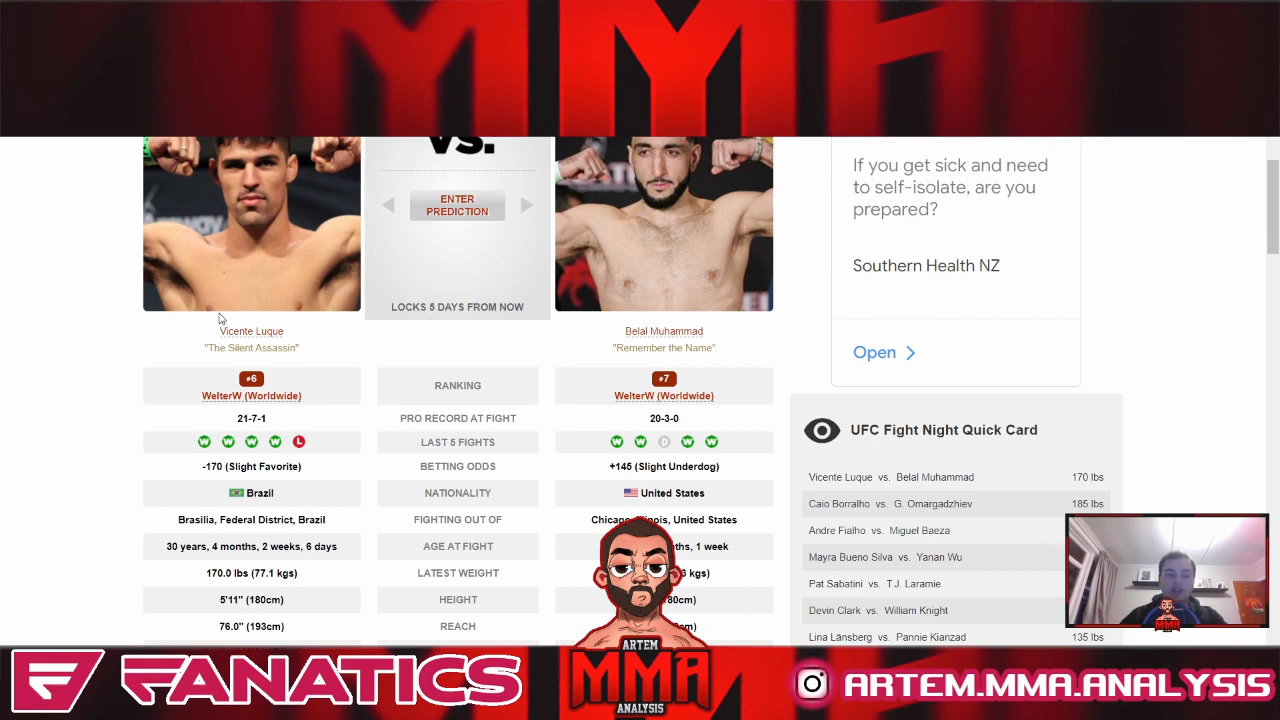 MMA
VS.
ENTER
PREDICTION
LOCKS 5 DAYS FROM NOW
Vicente Luque
Belal Muhammad
"The Silent Assassin"
"Remember the Name"
#6
RANKING
#7
WelterW (Worldwide)
WelterW (Worldwide)
21-7-1
PRO RECORD AT FIGHT
20-3-0
W W W W L
LAST 5 FIGHTS
W W D W W
-170 (Slight Favorite)
BETTING ODDS
+145 (Slight Underdog)
Brazil
NATIONALITY
United States
Brasilia, Federal District, Brazil
FIGHTING OUT OF
United States
30 years, 4 months, 2 weeks, 6 days
AGE AT FIGHT
1 week
170.0 lbs (77.1 kgs)
LATEST WEIGHT
kgs)
5'11" (180cm)
HEIGHT
76.0" (193cm)
REACH
If you get sick and need
to self-isolate, are you
prepared?
Southern Health NZ
Open
UFC Fight Night Quick Card
Vicente Luque vs. Belal Muhammad 170 lbs
Caio Borralho vs. G. Omargadzhiev 185 lbs
Andre Fialho vs. Miguel Baeza
Mayra Bueno Silva vs. Yanan Wu
Pat Sabatini vs. T.J. Laramie
Devin Clark vs. William Knight
Lina Länsberg vs. Pannie Kianzad 135 lbs
MMA
FANATICS
ARTEM
MMA
ANALYSIS
ARTEM.MMA.ANALYSIS